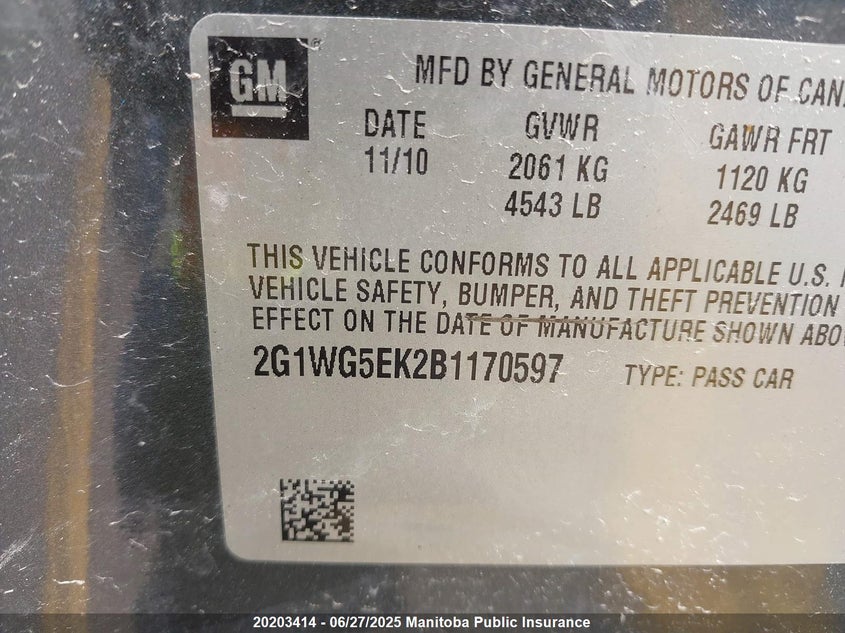 GM
MFD BY GENERAL MOTORS OF CAN
DATE GVWR GAWR FRT
11/10 2061 KG 1120 KG
4543 LB 2469 LB
THIS VEHICLE CONFORMS TO ALL APPLICABLE U.S.
VEHICLE SAFETY, BUMPER, AND THEFT PREVENTION
EFFECT ON THE DATE OF MANUFACTURE SHOWN ABO
2G1WG5EK2B1170597 TYPE: PASS CAR
20203414 - 06/27/2025 Manitoba Public Insurance